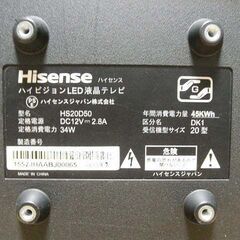 Hisense ハイセンス
ハイビジョンLED液晶テレビ
ハイセンスジャパン株式会社
型名 HS20D50
定格電圧 DC12V⎓2.8A
定格消費電力 34W
製造番号
年間消費電力量 45KWh
区分名 DK1
受信機型サイズ 20型
MADE IN CHINA
ハイセンスジャパン